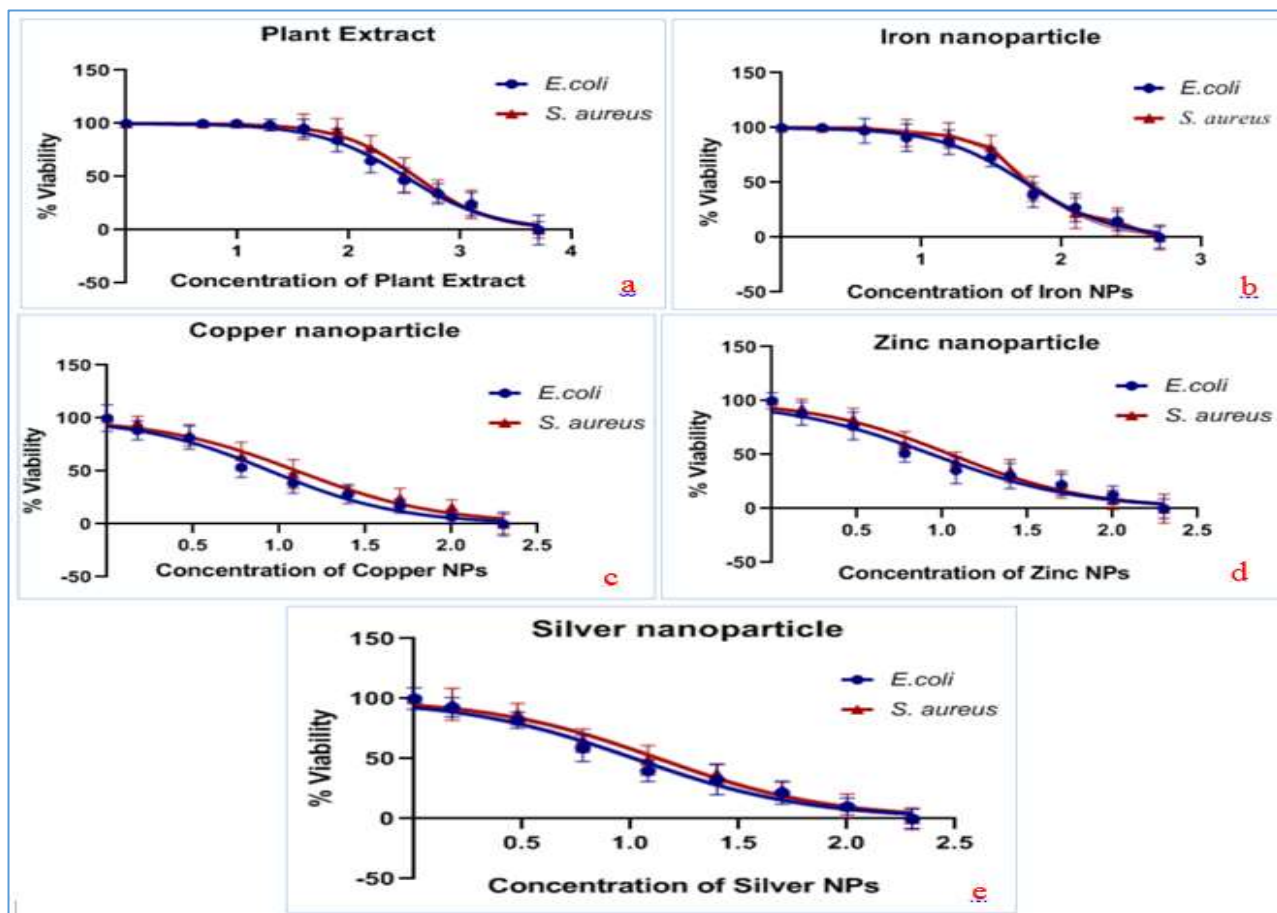 Plant Extract
150
100
50
0
-50
% Viability
E.coli
S. aureus
1
2
3
4
Concentration of Plant Extract
a
Iron nanoparticle
150
100
50
0
-50
% Viability
E.coli
S. aureus
1
2
3
Concentration of Iron NPs
b
Copper nanoparticle
150
100
50
0
-50
% Viability
E.coli
S. aureus
0.5
1.0
1.5
2.0
2.5
Concentration of Copper NPs
c
Zinc nanoparticle
150
100
50
0
-50
% Viability
E.coli
S. aureus
0.5
1.0
1.5
2.0
2.5
Concentration of Zinc NPs
d
Silver nanoparticle
150
100
50
0
-50
% Viability
E.coli
S. aureus
0.5
1.0
1.5
2.0
2.5
Concentration of Silver NPs
e